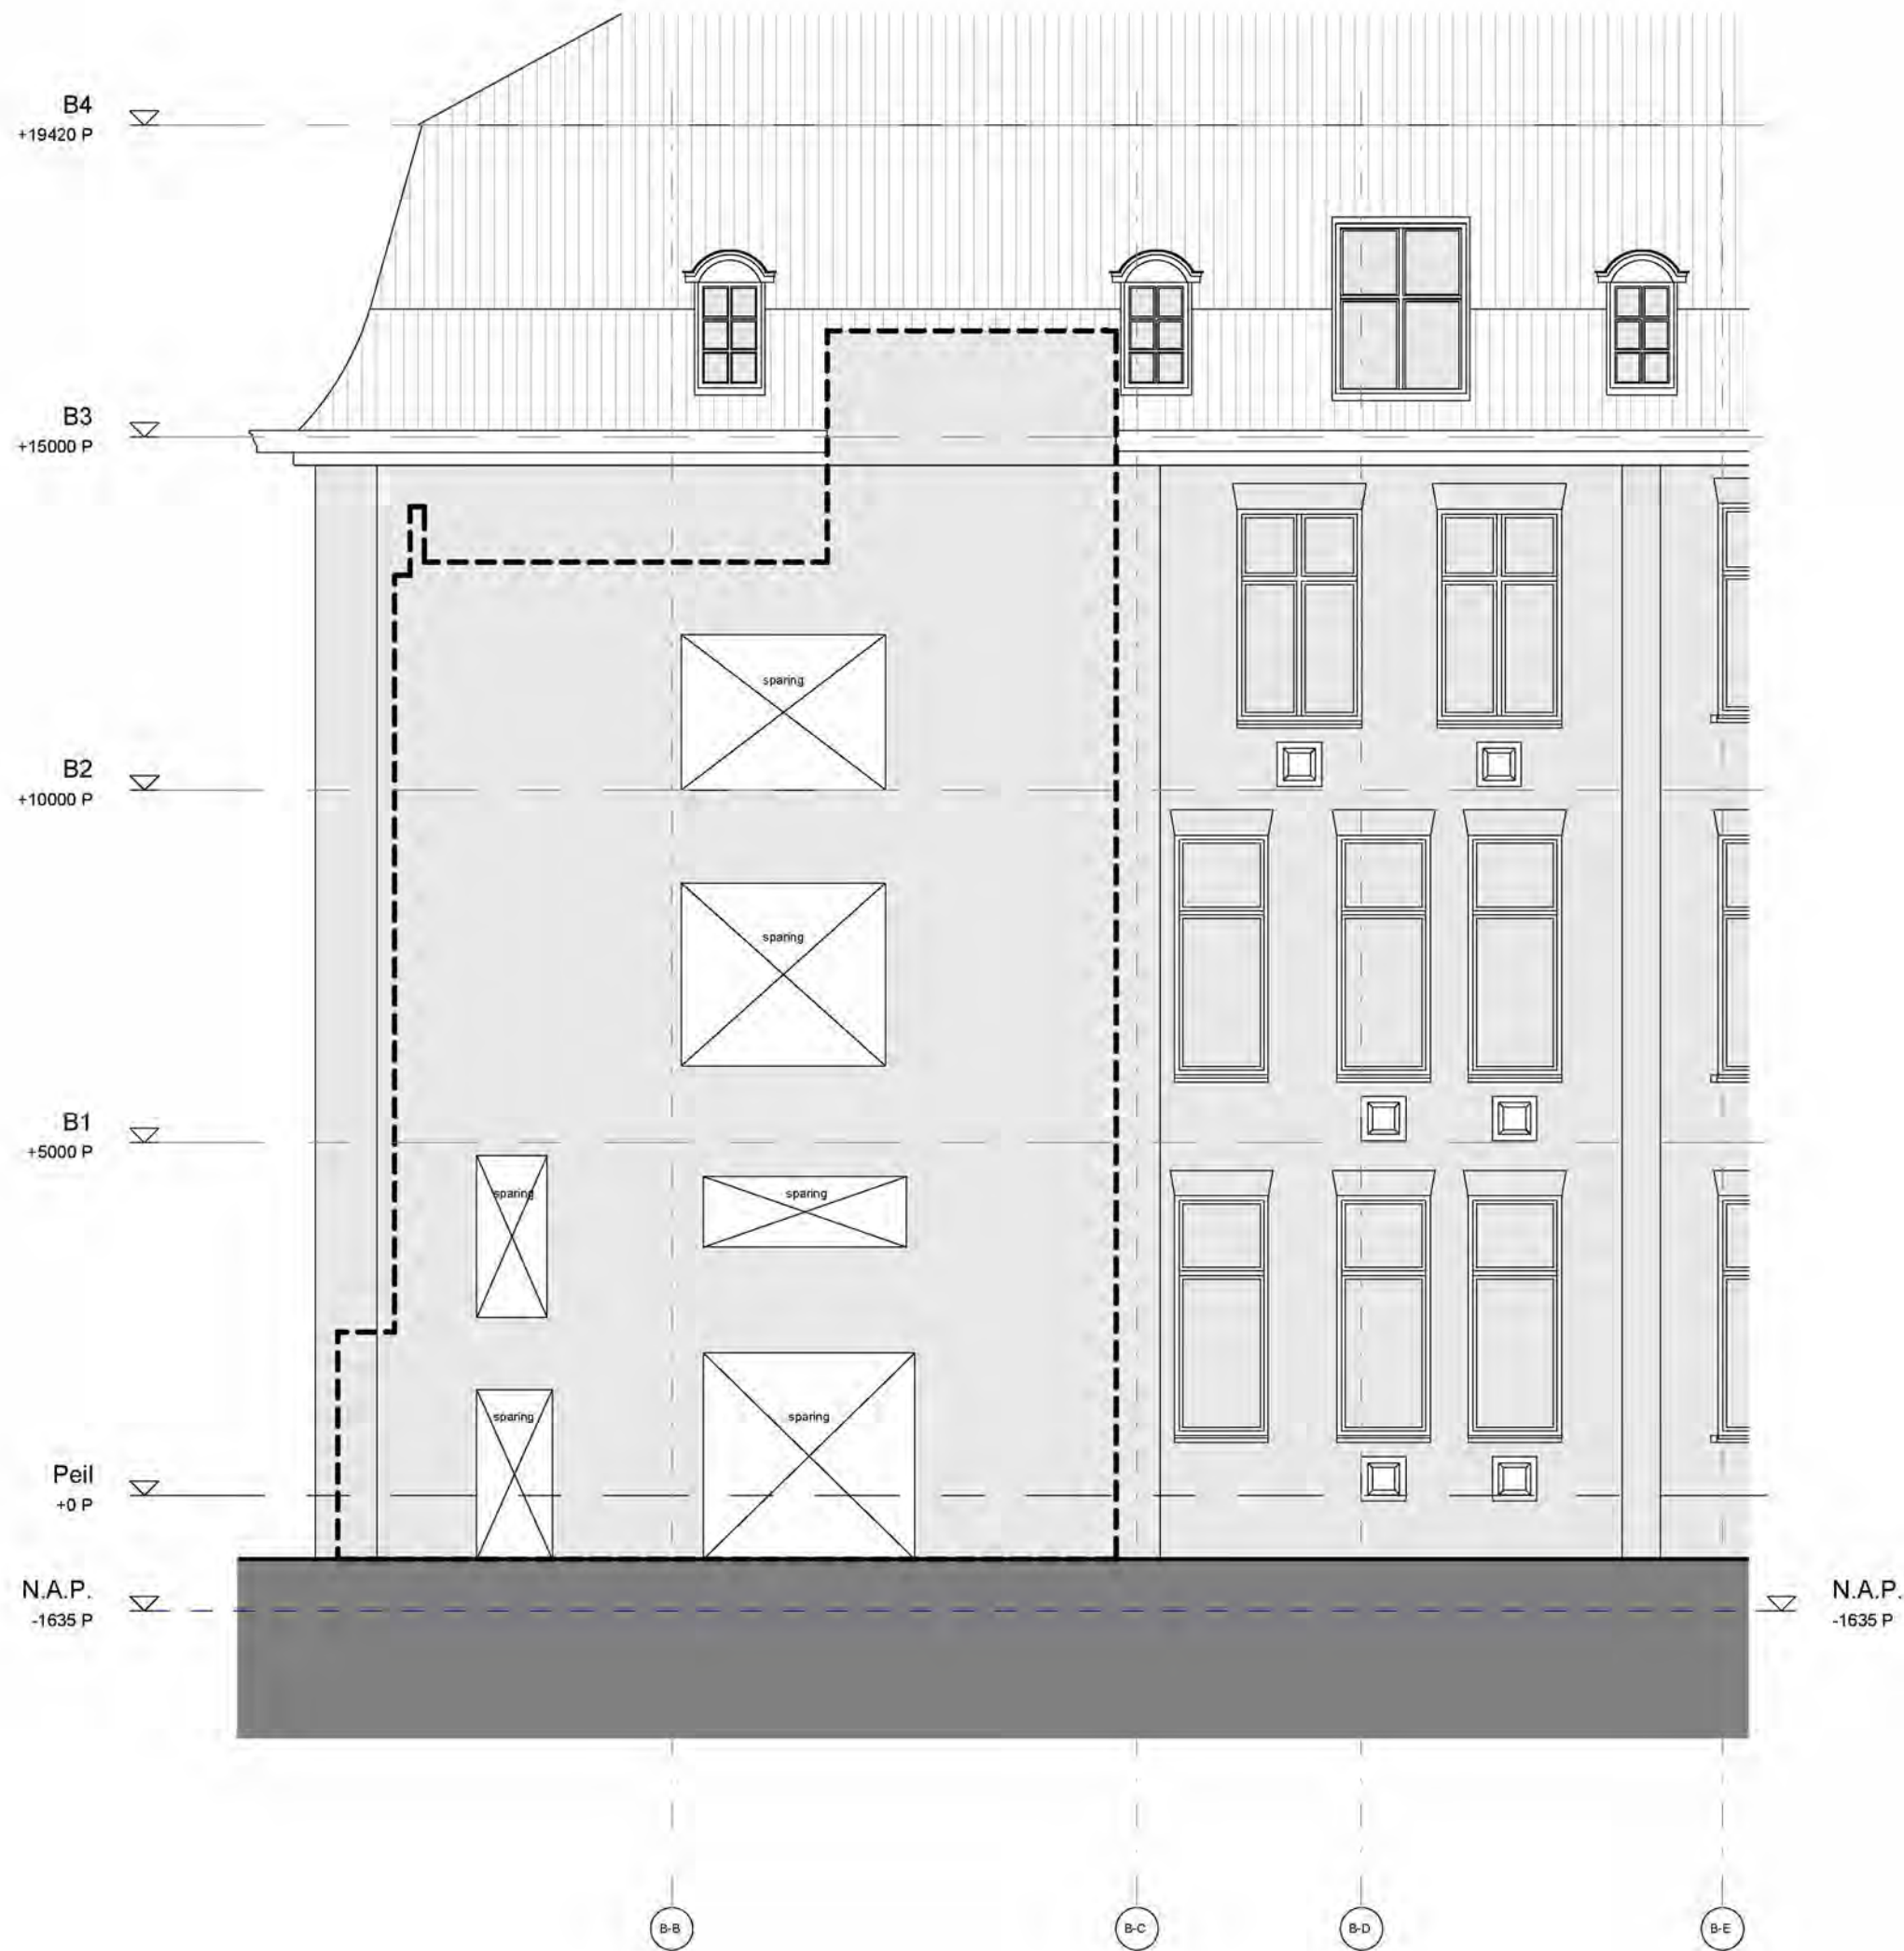 B4
+19420 P
B3
+15000 P
sparing
B2
+10000 P
sparing
B1
+5000 P
sparing
sparing
sparing
sparing
Peil
+0 P
N.A.P.
-1635 P
N.A.P.
-1635 P
B-B
B-C
B-D
B-E